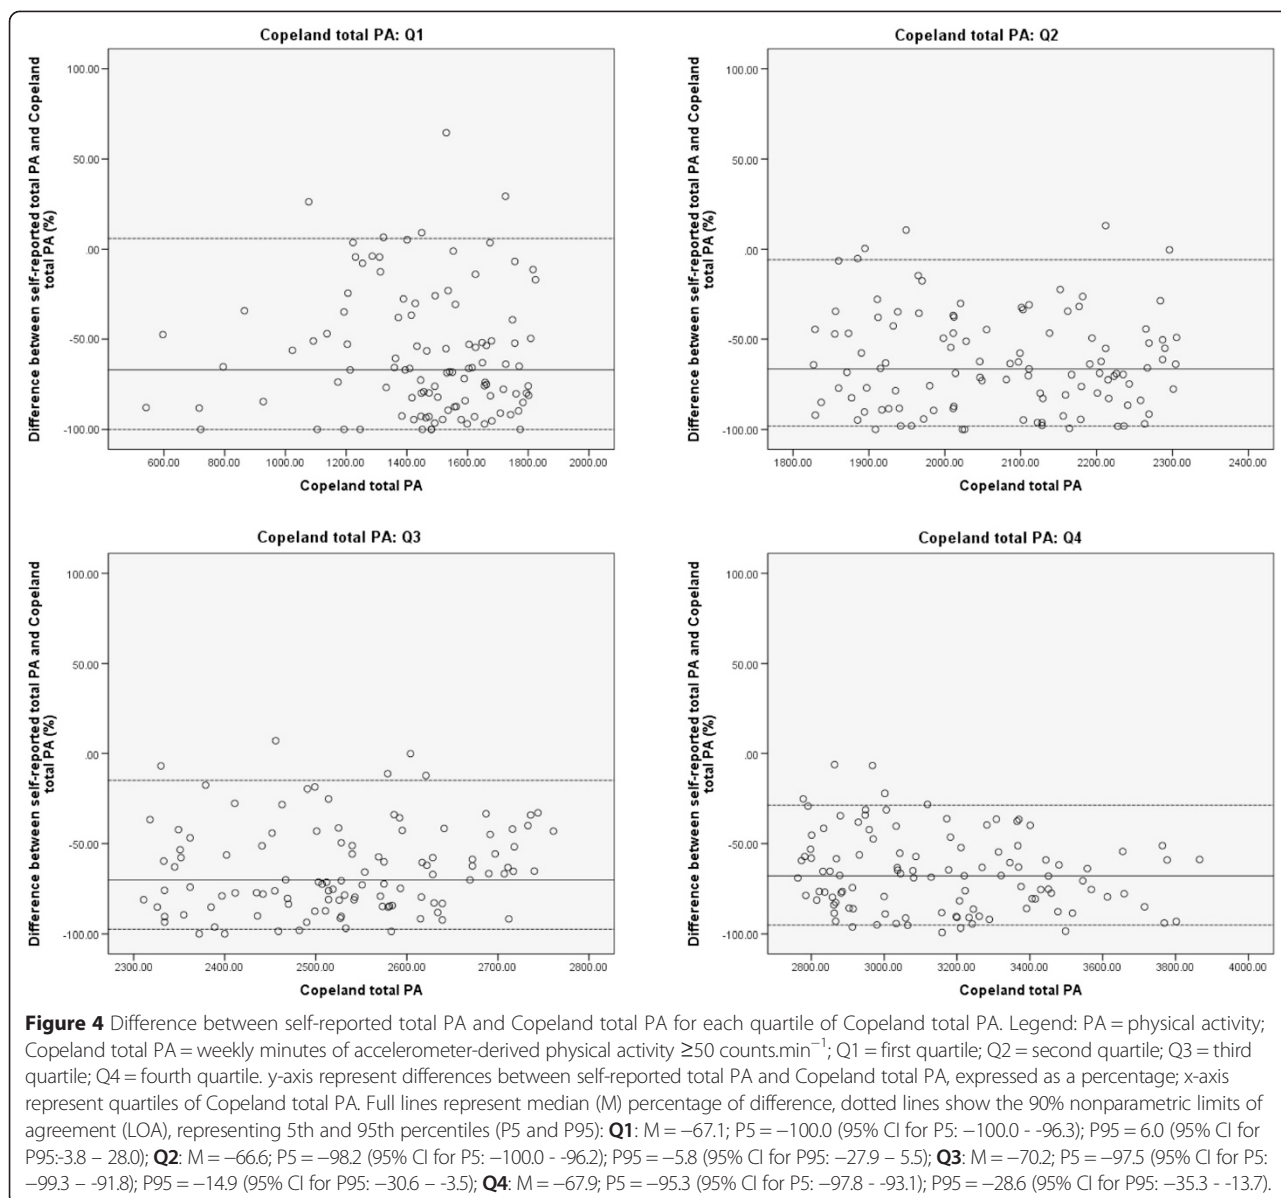 Copeland total PA: Q1
Difference between self-reported total PA and Copeland
total PA (%)
100.00
50.00
.00
-50.00
-100.00
600.00 800.00 1000.00 1200.00 1400.00 1600.00 1800.00 2000.00
Copeland total PA
Copeland total PA: Q2
Difference between self-reported total PA and Copeland
total PA (%)
100.00
50.00
.00
-50.00
-100.00
1800.00 1900.00 2000.00 2100.00 2200.00 2300.00 2400.00
Copeland total PA
Copeland total PA: Q3
Difference between self-reported total PA and Copeland
total PA (%)
100.00
50.00
.00
-50.00
-100.00
2300.00 2400.00 2500.00 2600.00 2700.00 2800.00
Copeland total PA
Copeland total PA: Q4
Difference between self-reported total PA and Copeland
total PA (%)
100.00
50.00
.00
-50.00
-100.00
2800.00 3000.00 3200.00 3400.00 3600.00 3800.00 4000.00
Copeland total PA
Figure 4 Difference between self-reported total PA and Copeland total PA for each quartile of Copeland total PA. Legend: PA = physical activity;
Copeland total PA = weekly minutes of accelerometer-derived physical activity ≥50 counts.min⁻¹; Q1 = first quartile; Q2 = second quartile; Q3 = third
quartile; Q4 = fourth quartile. y-axis represent differences between self-reported total PA and Copeland total PA, expressed as a percentage; x-axis
represent quartiles of Copeland total PA. Full lines represent median (M) percentage of difference, dotted lines show the 90% nonparametric limits of
agreement (LOA), representing 5th and 95th percentiles (P5 and P95): Q1: M = −67.1; P5 = −100.0 (95% CI for P5: −100.0 - -96.3); P95 = 6.0 (95% CI for
P95:-3.8 – 28.0); Q2: M = −66.6; P5 = −98.2 (95% CI for P5: −100.0 - -96.2); P95 = −5.8 (95% CI for P95: −27.9 – 5.5); Q3: M = −70.2; P5 = −97.5 (95% CI for P5:
−99.3 – -91.8); P95 = −14.9 (95% CI for P95: −30.6 – -3.5); Q4: M = −67.9; P5 = −95.3 (95% CI for P5: −97.8 - -93.1); P95 = −28.6 (95% CI for P95: −35.3 - -13.7).